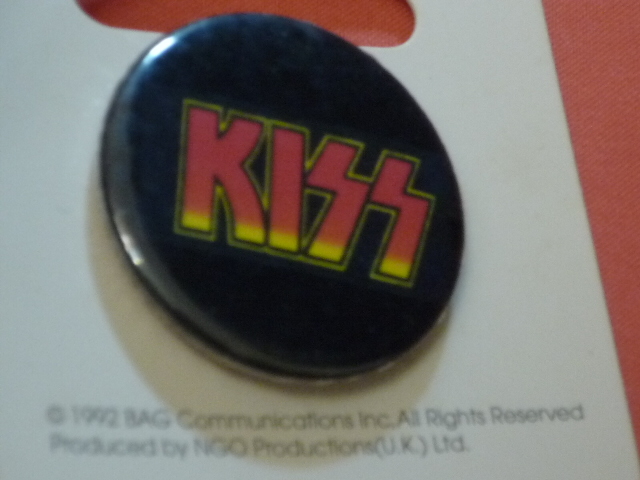 KISS
© 1992 BAG Communications Inc, All Rights Reserved
Produced by NGO Productions(U.K.) Ltd.